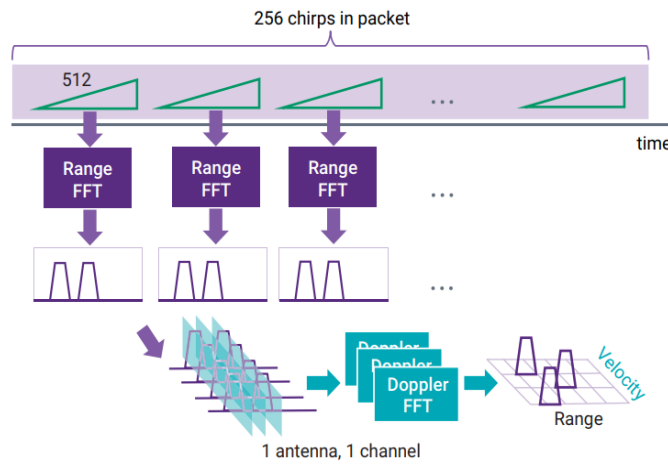 256 chirps in packet
512
...
time
Range
FFT
Range
FFT
Range
FFT
...
...
Doppler
Doppler
Doppler
FFT
Velocity
Range
1 antenna, 1 channel